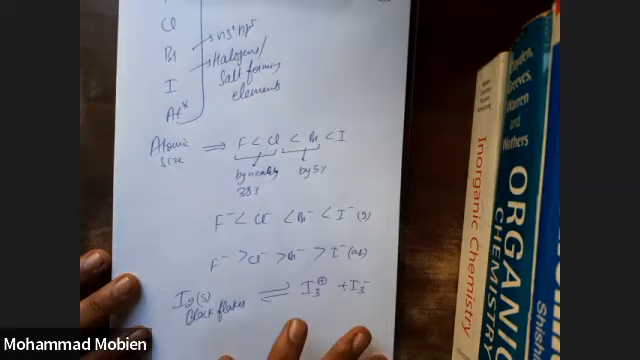 Cl
Br → ns² np⁵
I → Halogens/
Salt forming
elements
At*
Atomic
size ⇒ F < Cl < Br < I
by nearly
38%
by 5%
F⁻ < Cl⁻ < Br⁻ < I⁻ (g)
F⁻ > Cl⁻ > Br⁻ > I⁻ (aq)
I₂(s) ⇌ I₃⊕ + I₃⁻
Black flakes
Inorganic Chemistry
Clayden,
Greeves,
Warren
and
Wothers
ORGANIC
CHEMISTRY
ORGANIC
Mohammad Mobien